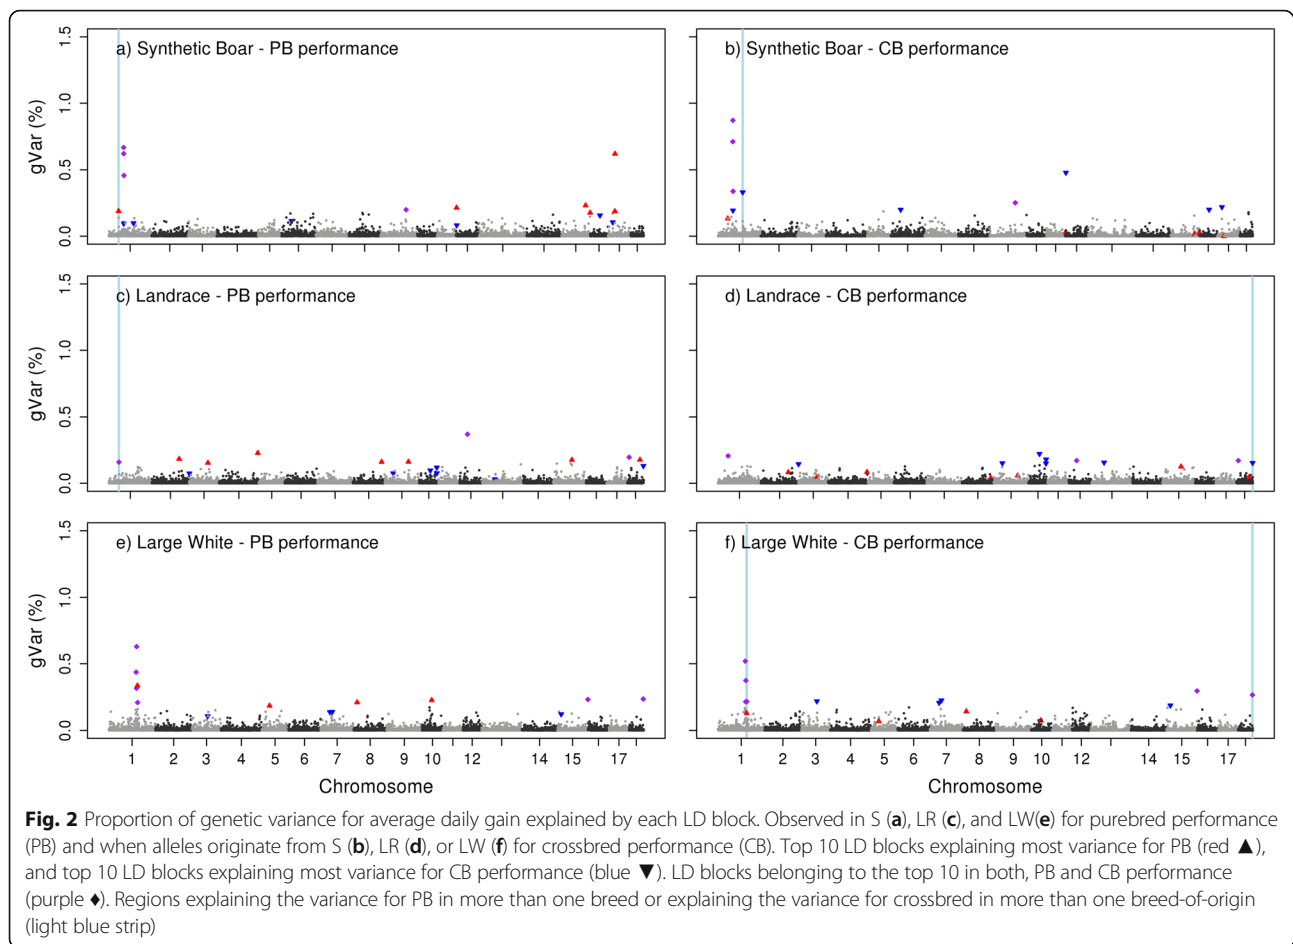 a) Synthetic Boar - PB performance
b) Synthetic Boar - CB performance
gVar (%)
1.5
1.0
0.5
0.0
1 2 3 4 5 6 7 8 9 10 12 14 15 17
1 2 3 4 5 6 7 8 9 10 12 14 15 17 18
c) Landrace - PB performance
d) Landrace - CB performance
gVar (%)
1.5
1.0
0.5
0.0
e) Large White - PB performance
f) Large White - CB performance
gVar (%)
1.5
1.0
0.5
0.0
Chromosome
Chromosome
Fig. 2 Proportion of genetic variance for average daily gain explained by each LD block. Observed in S (a), LR (c), and LW(e) for purebred performance
(PB) and when alleles originate from S (b), LR (d), or LW (f) for crossbred performance (CB). Top 10 LD blocks explaining most variance for PB (red ▲),
and top 10 LD blocks explaining most variance for CB performance (blue ▼). LD blocks belonging to the top 10 in both, PB and CB performance
(purple ♦). Regions explaining the variance for PB in more than one breed or explaining the variance for crossbred in more than one breed-of-origin
(light blue strip)